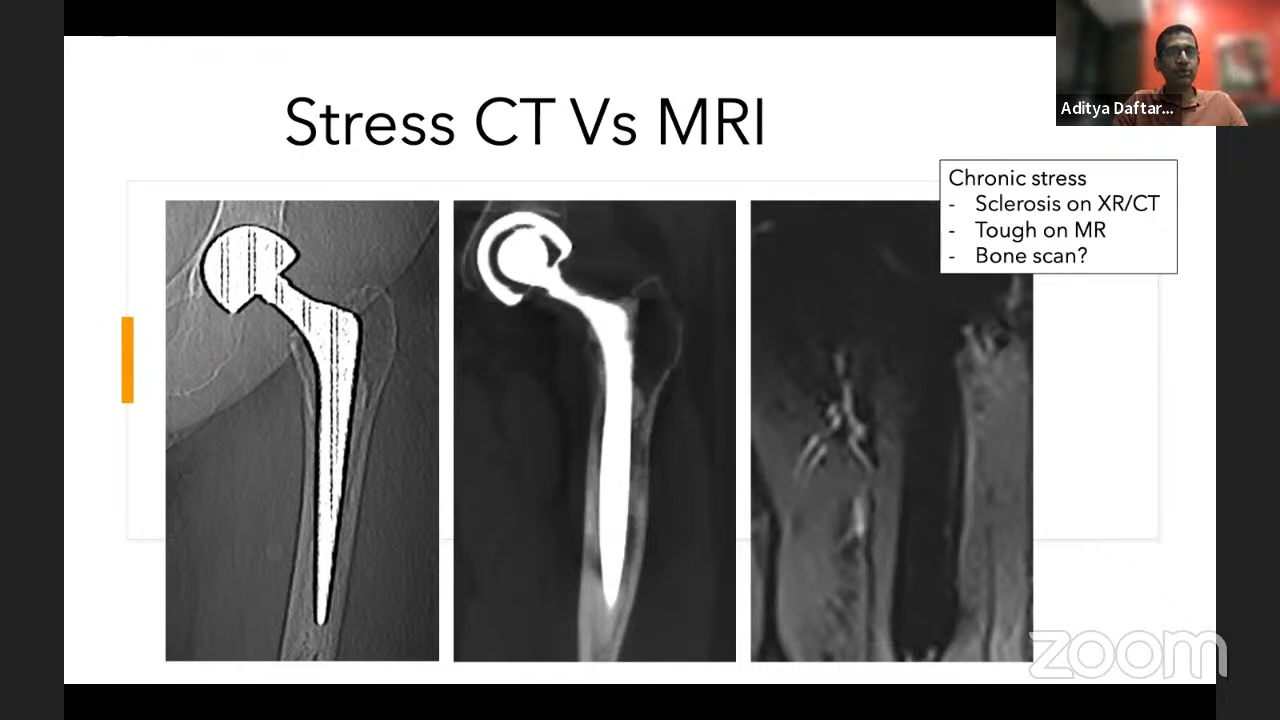 Stress CT Vs MRI
Aditya Daftar...
Chronic stress
- Sclerosis on XR/CT
- Tough on MR
- Bone scan?
zoom